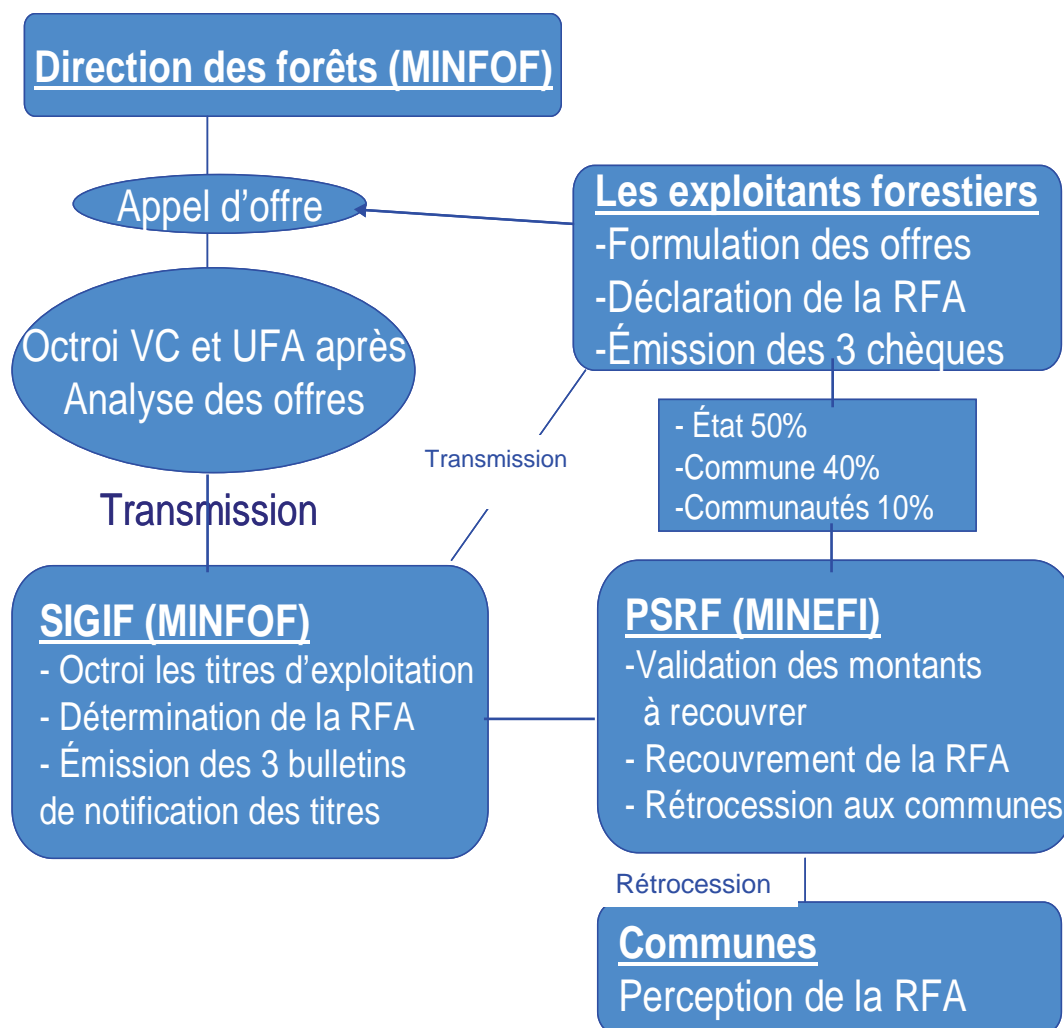 Direction des forêts (MINFOF)
Appel d’offre
Octroi VC et UFA après
Analyse des offres
Transmission
SIGIF (MINFOF)
- Octroi les titres d’exploitation
- Détermination de la RFA
- Émission des 3 bulletins
de notification des titres
Transmission
Les exploitants forestiers
-Formulation des offres
-Déclaration de la RFA
-Émission des 3 chèques
- État 50%
-Commune 40%
-Communautés 10%
PSRF (MINEFI)
-Validation des montants
à recouvrer
- Recouvrement de la RFA
- Rétrocession aux communes
Rétrocession
Communes
Perception de la RFA